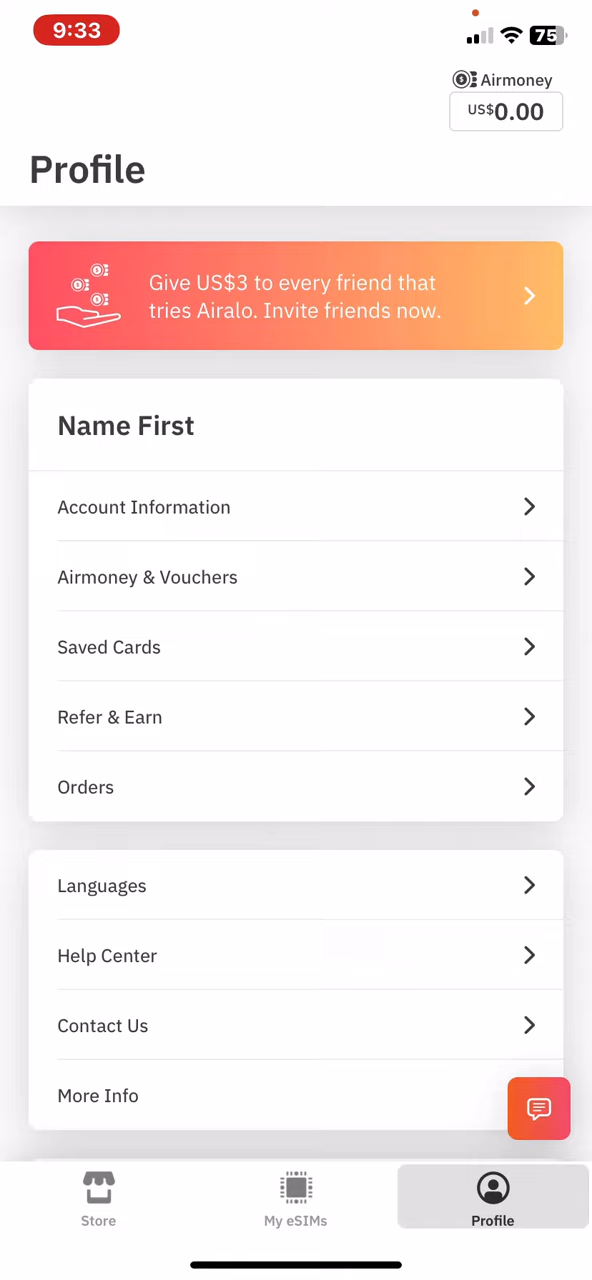 9:33
75
Airmoney
US$0.00
Profile
Give US$3 to every friend that
tries Airalo. Invite friends now.
Name First
Account Information
Airmoney & Vouchers
Saved Cards
Refer & Earn
Orders
Languages
Help Center
Contact Us
More Info
Store
My eSIMs
Profile